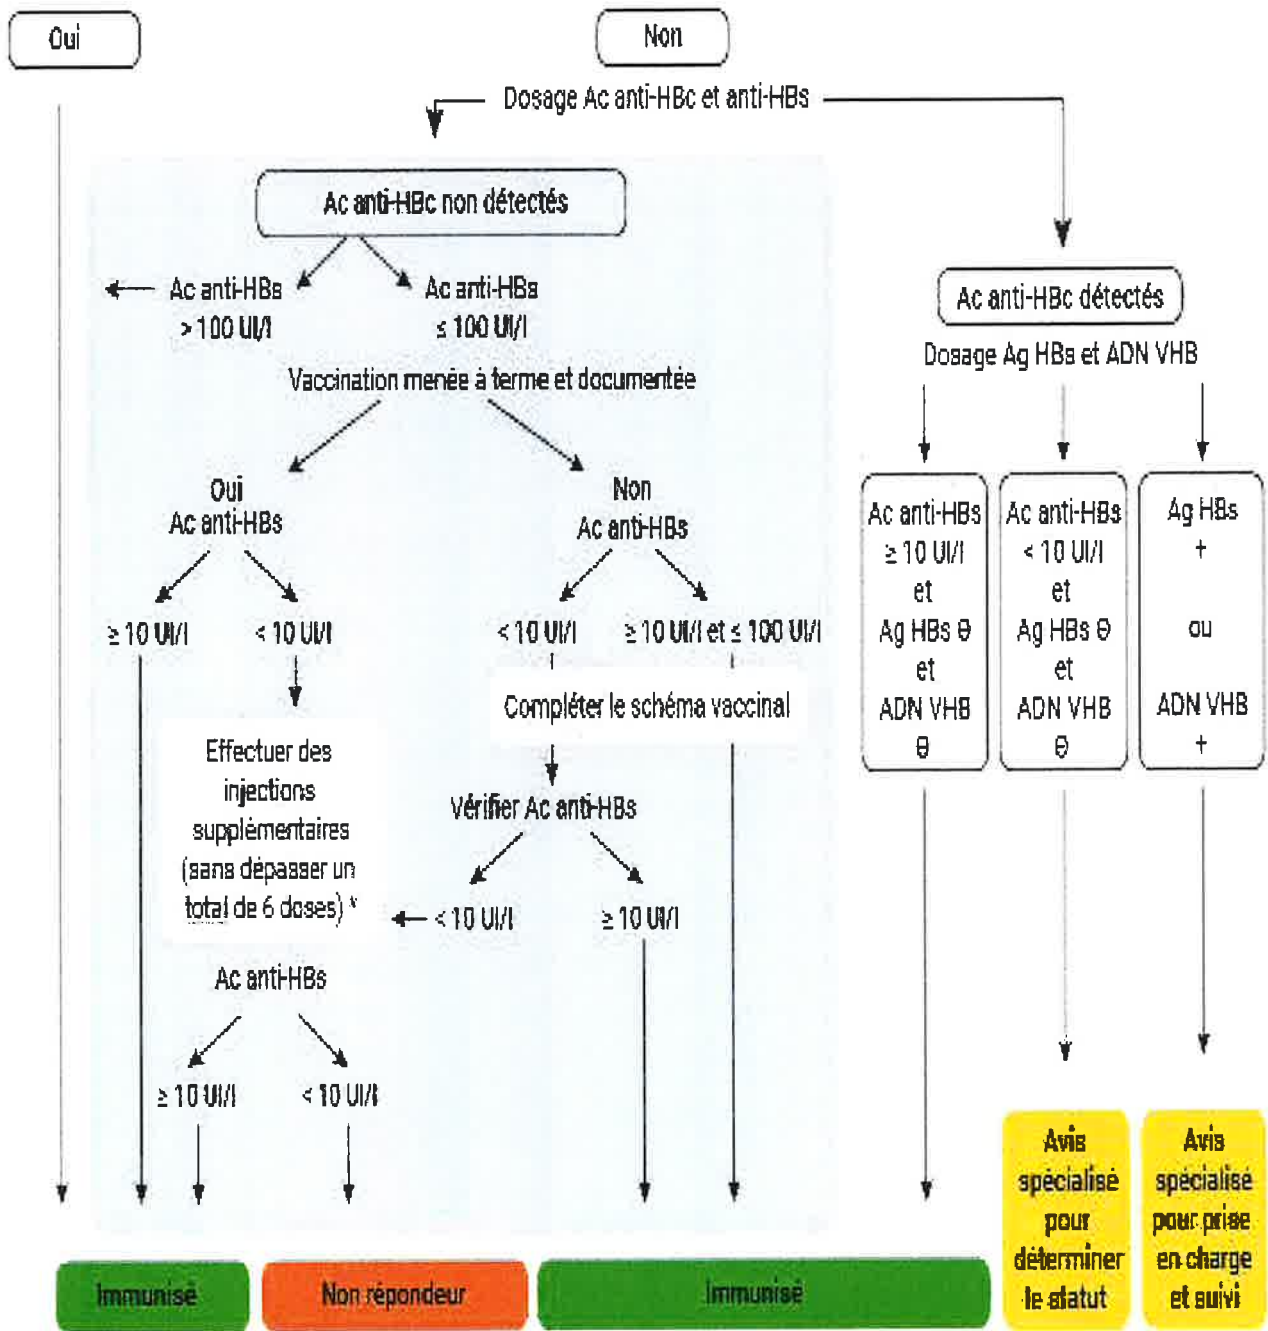 Oui
Non
Dosage Ac anti-HBc et anti-HBs
Ac anti-HBc non détectés
Ac anti-HBs
> 100 UI/l
Ac anti-HBs
≤ 100 UI/l
Vaccination menée à terme et documentée
Oui
Ac anti-HBs
Non
Ac anti-HBs
≥ 10 UI/l
< 10 UI/l
< 10 UI/l
≥ 10 UI/l et ≤ 100 UI/l
Compléter le schéma vaccinal
Effectuer des
injections
supplémentaires
(sans dépasser un
total de 6 doses) *
Vérifier Ac anti-HBs
< 10 UI/l
≥ 10 UI/l
Ac anti-HBs
≥ 10 UI/l
< 10 UI/l
Ac anti-HBc détectés
Dosage Ag HBs et ADN VHB
Ac anti-HBs
≥ 10 UI/l
et
Ag HBs Θ
et
ADN VHB
Θ
Ac anti-HBs
< 10 UI/l
et
Ag HBs Θ
et
ADN VHB
Θ
Ag HBs
+
ou
ADN VHB
+
Immunisé
Non répondeur
Immunisé
Avis
spécialisé
pour
déterminer
le statut
Avis
spécialisé
pour prise
en charge
et suivi